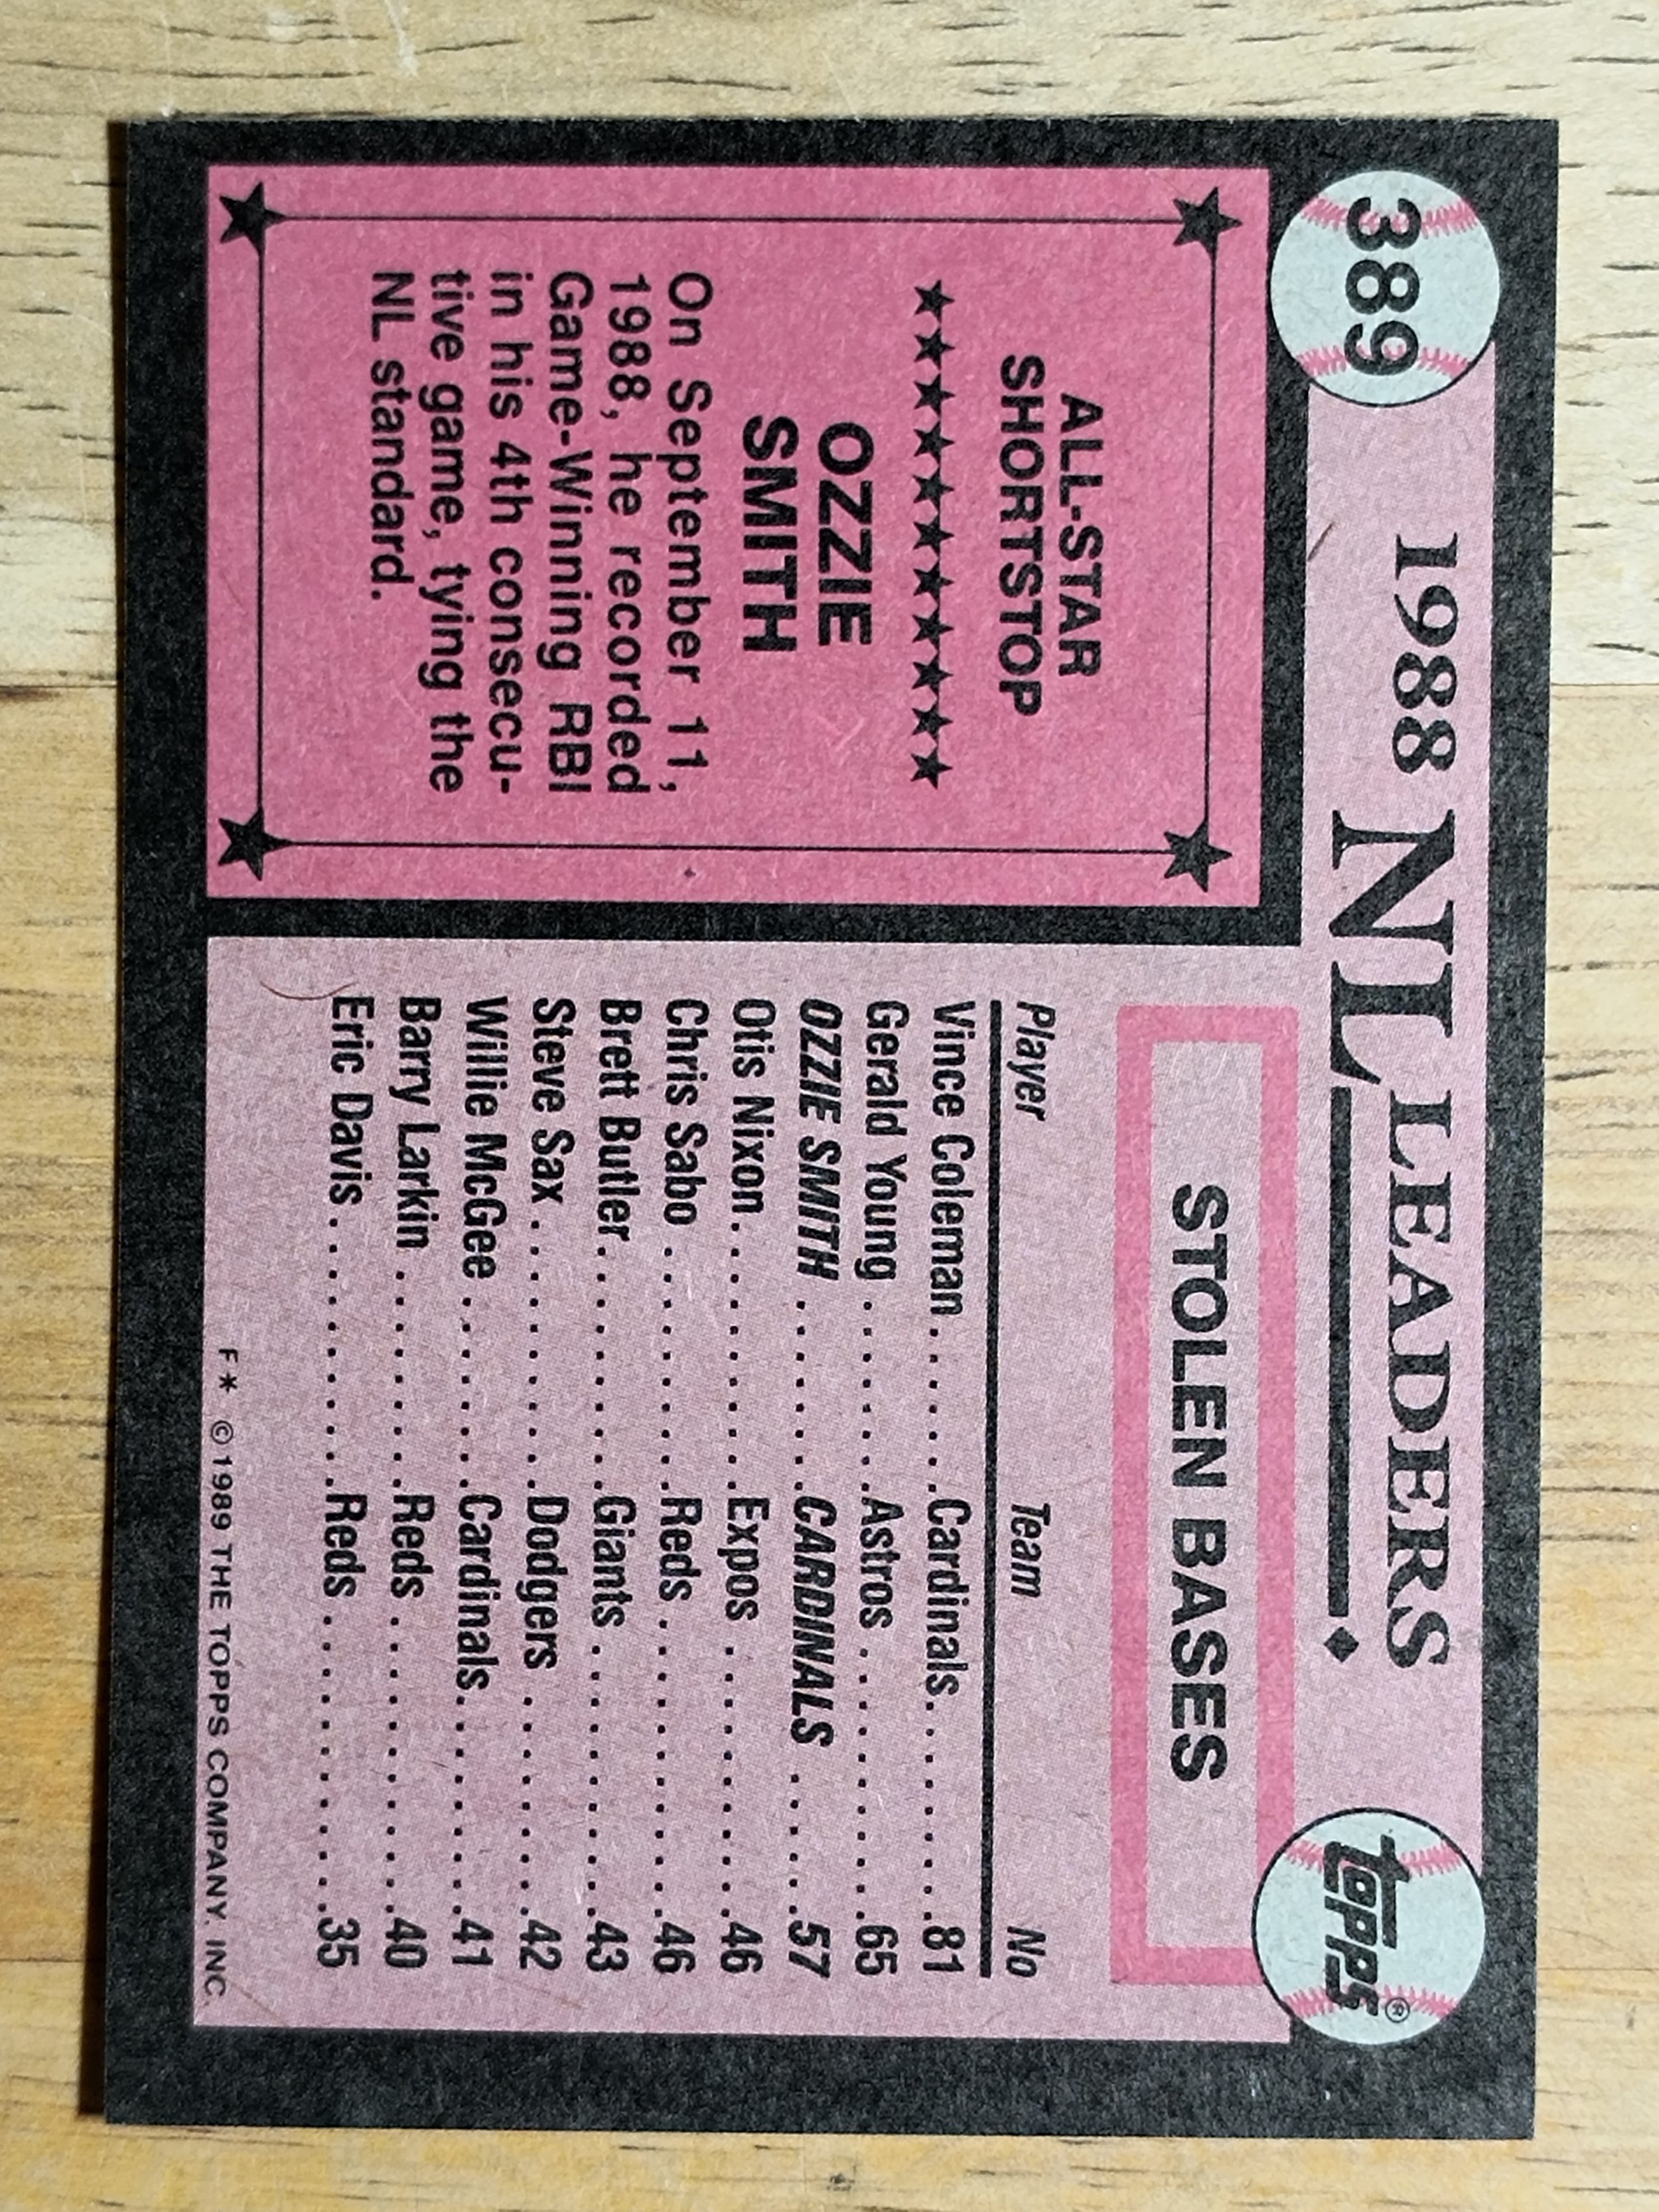 389
1988 NL LEADERS
topps®
ALL-STAR
SHORTSTOP
OZZIE
SMITH
On September 11,
1988, he recorded
Game-Winning RBI
in his 4th consecu-
tive game, tying the
NL standard.
STOLEN BASES
Player Team No
Vince Coleman . . . . . . .Cardinals. . . . . . . . . .81
Gerald Young . . . . . . . .Astros . . . . . . . . . . . .65
OZZIE SMITH . . . . . . . .CARDINALS . . . . . . .57
Otis Nixon. . . . . . . . . . .Expos . . . . . . . . . . . .46
Chris Sabo . . . . . . . . . .Reds . . . . . . . . . . . . .46
Brett Butler. . . . . . . . . .Giants . . . . . . . . . . . .43
Steve Sax . . . . . . . . . . .Dodgers . . . . . . . . . .42
Willie McGee . . . . . . . .Cardinals. . . . . . . . . .41
Barry Larkin . . . . . . . . .Reds . . . . . . . . . . . . .40
Eric Davis . . . . . . . . . . .Reds . . . . . . . . . . . . .35
F* ©1989 THE TOPPS COMPANY, INC.